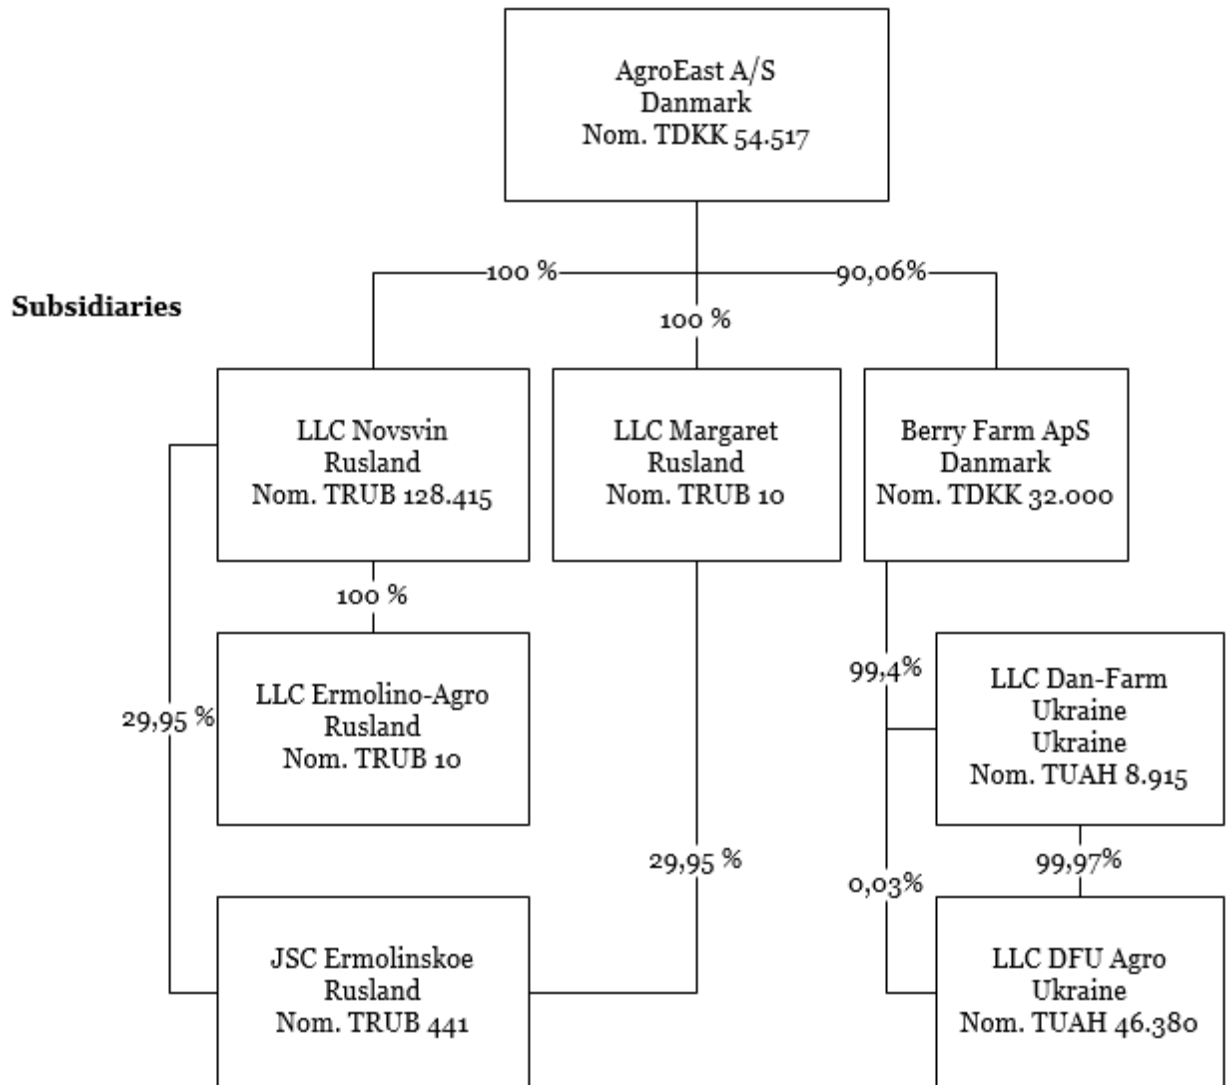 AgroEast A/S
Danmark
Nom. TDKK 54.517
100 %
90,06%
Subsidiaries
100 %
LLC Novsvin
Rusland
Nom. TRUB 128.415
LLC Margaret
Rusland
Nom. TRUB 10
Berry Farm ApS
Danmark
Nom. TDKK 32.000
100 %
LLC Ermolino-Agro
Rusland
Nom. TRUB 10
99,4%
LLC Dan-Farm
Ukraine
Ukraine
Nom. TUAH 8.915
29,95 %
29,95 %
0,03%
99,97%
JSC Ermolinskoe
Rusland
Nom. TRUB 441
LLC DFU Agro
Ukraine
Nom. TUAH 46.380